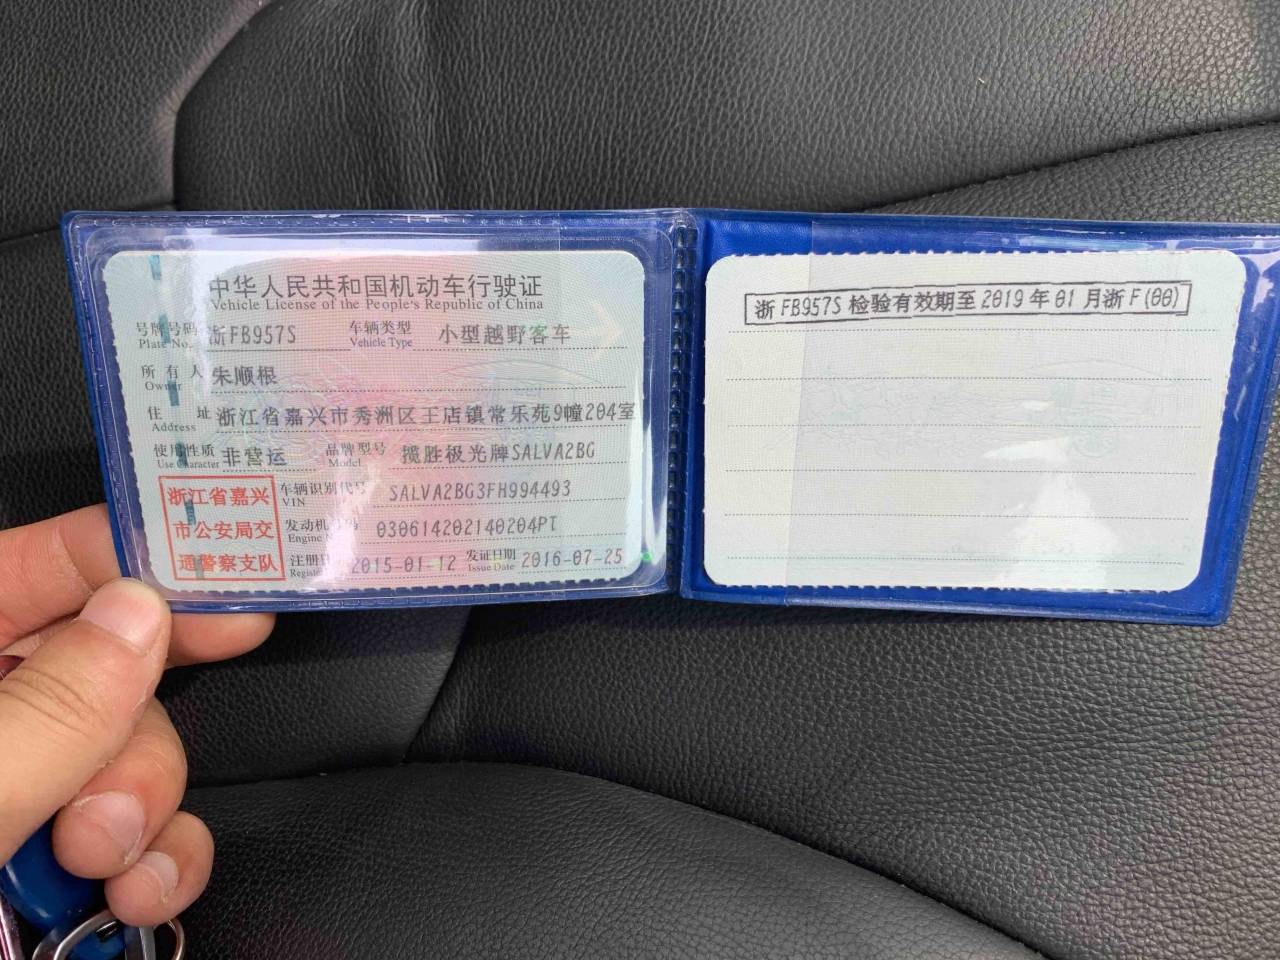 中华人民共和国机动车行驶证
Vehicle License of the People's Republic of China
号牌号码 浙FB957S 车辆类型 小型越野客车
Plate No. Vehicle Type
所有人 朱顺根
Owner
住址 浙江省嘉兴市秀洲区王店镇常乐苑9幢204室
Address
使用性质 非营运 品牌型号 揽胜极光牌SALVA2BG
Use Character Model
浙江省嘉兴
市公安局交
通警察支队
车辆识别代号 SALVA2BG3FH994493
VIN
发动机号码 030614202140204PT
Engine N
注册日 2015-01-12 发证日期 2016-07-25
Register Issue Date
浙FB957S 检验有效期至2019年01月浙F(00)